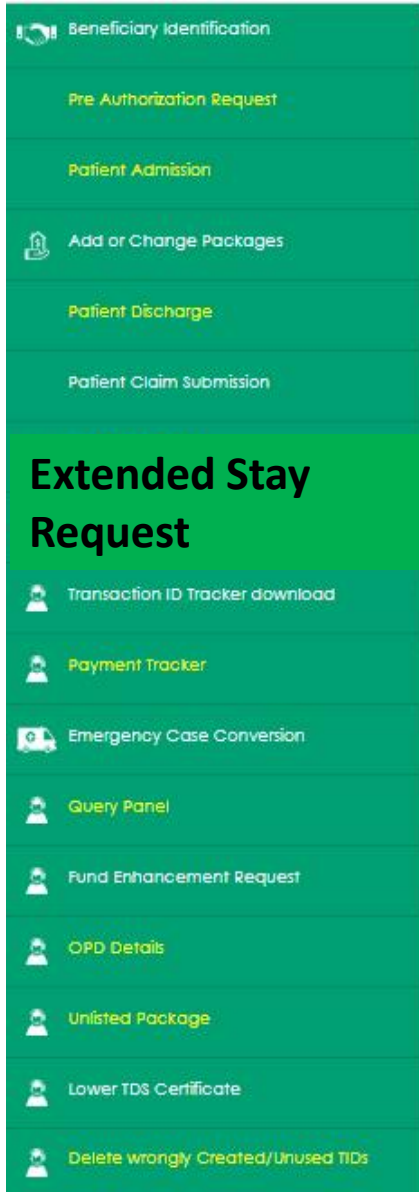 Beneficiary Identification
Pre Authorization Request
Patient Admission
Add or Change Packages
Patient Discharge
Patient Claim Submission
Extended Stay
Request
Transaction ID Tracker download
Payment Tracker
Emergency Case Conversion
Query Panel
Fund Enhancement Request
OPD Details
Unlisted Package
Lower TDS Certificate
Delete wrongly Created/Unused TIDs